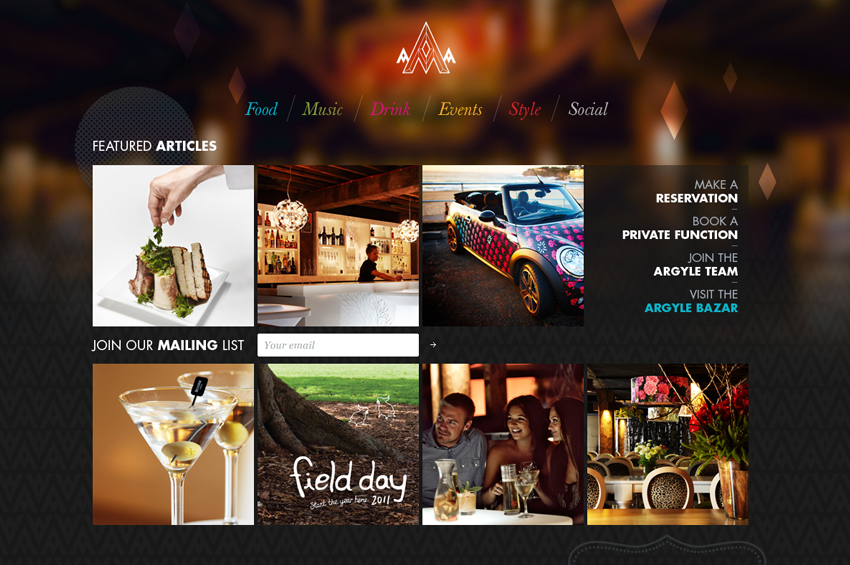 Food / Music / Drink / Events / Style / Social
FEATURED ARTICLES
MAKE A
RESERVATION
BOOK A
PRIVATE FUNCTION
JOIN THE
ARGYLE TEAM
VISIT THE
ARGYLE BAZAR
JOIN OUR MAILING LIST
Your email
field day
Start the year here 2011